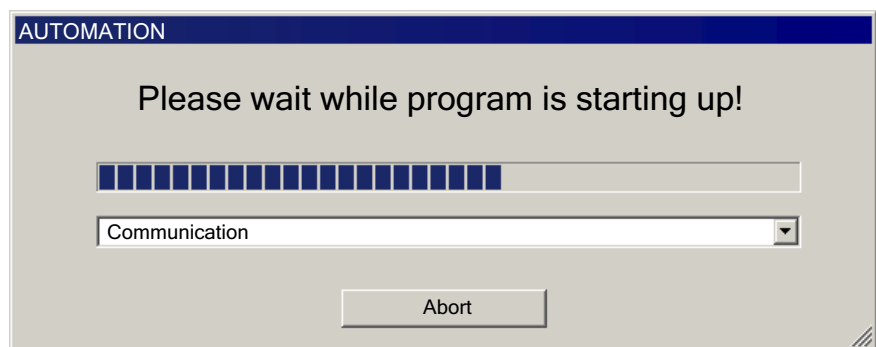 AUTOMATION
Please wait while program is starting up!
Communication
Abort